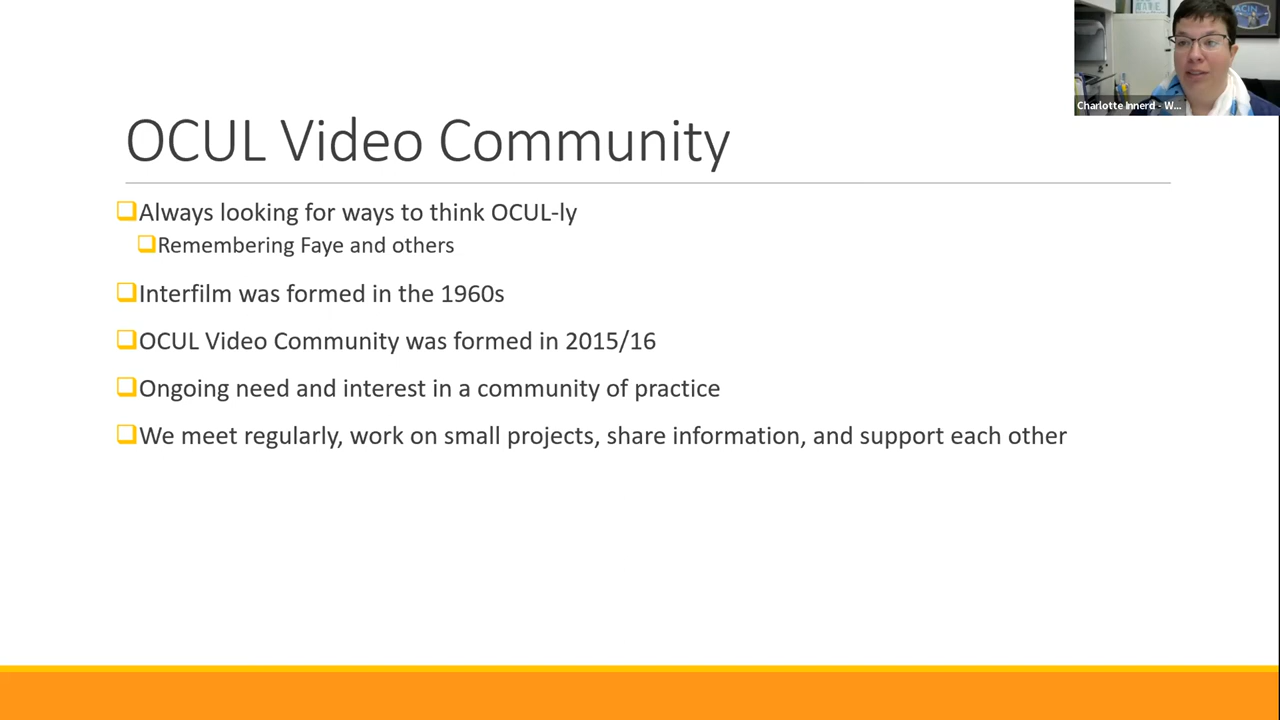 OCUL Video Community
Always looking for ways to think OCUL-ly
Remembering Faye and others
Interfilm was formed in the 1960s
OCUL Video Community was formed in 2015/16
Ongoing need and interest in a community of practice
We meet regularly, work on small projects, share information, and support each other
Charlotte Innerd - W...